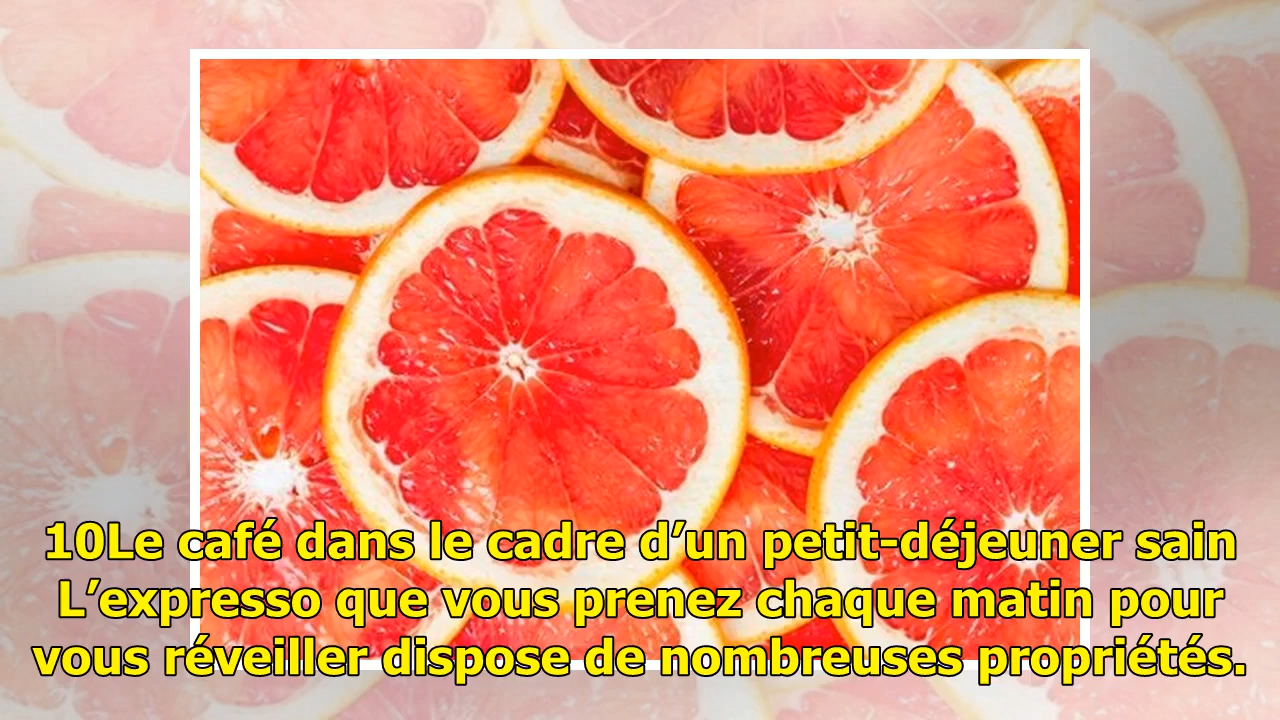 10Le café dans le cadre d’un petit-déjeuner sain
L’expresso que vous prenez chaque matin pour
vous réveiller dispose de nombreuses propriétés.